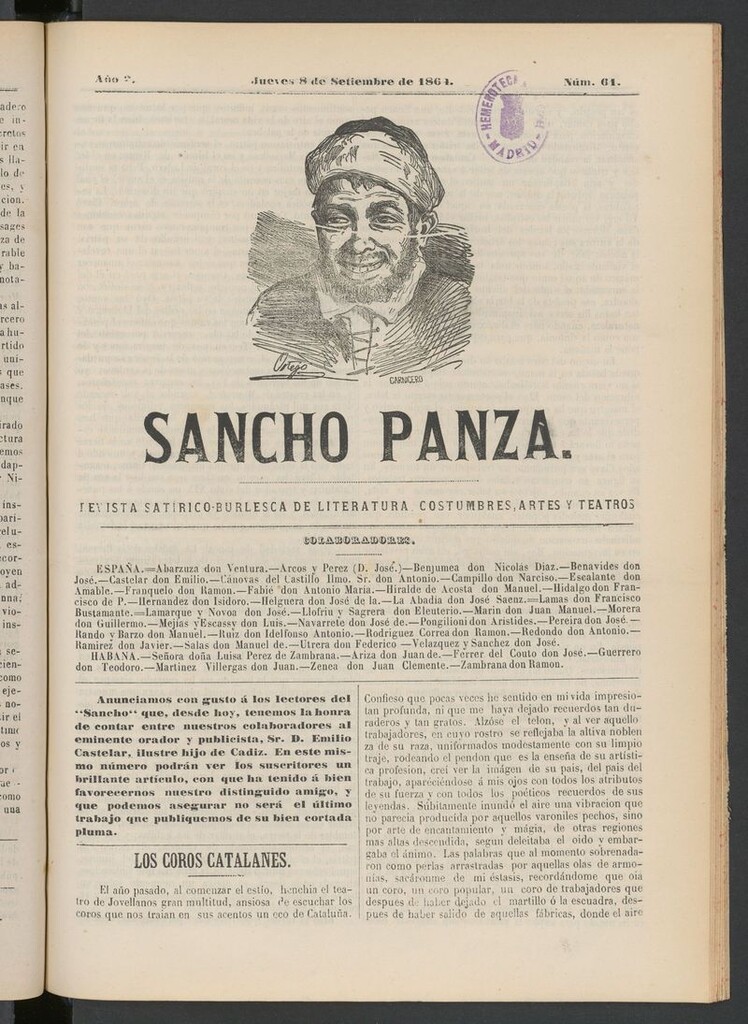 Año 2.
Jueves 8 de Setiembre de 1864.
Núm. 61.
HEMEROTECA
MADRID
Ortego
CARNICERO
SANCHO PANZA.
REVISTA SATÍRICO-BURLESCA DE LITERATURA COSTUMBRES, ARTES Y TEATROS
COLABORADORES.
ESPAÑA.=Abarzuza don Ventura.—Arcos y Perez (D. José.)—Benjumea don Nicolas Diaz.—Benavides don
José.—Castelar don Emilio.—Cánovas del Castillo Ilmo. Sr. don Antonio.—Campillo don Narciso.—Escalante don
Amable.—Franquelo don Ramon.—Fabié don Antonio Maria.—Hiralde de Acosta don Manuel.—Hidalgo don Fran-
cisco de P.—Hernandez don Isidoro.—Helguera don José de la.—La Abadia don José Saenz.—Lamas don Francisco
Bustamante.—Lamarque y Novoa don José.—Llofriu y Sagrera don Eleuterio.—Marin don Juan Manuel.—Morera
don Guillermo.—Mejias y Escassy don Luis.—Navarrete don José de.—Pongilioni don Aristides.—Pereira don José.—
Rando y Barzo don Manuel.—Ruiz don Idelfonso Antonio.—Rodriguez Correa don Ramon.—Redondo don Antonio.—
Ramirez don Javier.—Salas don Manuel de.—Utrera don Federico—Velazquez y Sanchez don José.
HABANA.—Señora doña Luisa Perez de Zambrana.—Ariza don Juan de.—Ferrer del Couto don José.—Guerrero
don Teodoro.—Martinez Villergas don Juan.—Zenea don Juan Clemente.—Zambrana don Ramon.
Anunciamos con gusto á los lectores del
"Sancho" que, desde hoy, tenemos la honra
de contar entre nuestros colaboradores al
eminente orador y publicista, Sr. D. Emilio
Castelar, ilustre hijo de Cadiz. En este mis-
mo número podrán ver los suscritores un
brillante artículo, con que ha tenido á bien
favorecernos nuestro distinguido amigo, y
que podemos asegurar no será el último
trabajo que publiquemos de su bien cortada
pluma.
LOS COROS CATALANES.
El año pasado, al comenzar el estío, henchia el tea-
tro de Jovellanos gran multitud, ansiosa de escuchar los
coros que nos traian en sus acentos un eco de Cataluña.
Confieso que pocas veces he sentido en mi vida impresio-
tan profunda, ni que me haya dejado recuerdos tan du-
raderos y tan gratos. Alzóse el telon, y al ver aquello
trabajadores, en cuyo rostro se reflejaba la altiva noblen
za de su raza, uniformados modestamente con su limpio
traje, rodeando el pendon que es la enseña de su artísti-
ca profesion, creí ver la imágen de su pais, del pais del
trabajo, apareciéndose á mis ojos con todos los atributos
de su fuerza y con todos los poéticos recuerdos de sus
leyendas. Súbitamente inundó el aire una vibracion que
no parecia producida por aquellos varoniles pechos, sino
por arte de encantamiento y mágia, de otras regiones
mas altas descendida, segun deleitaba el oido y embar-
gaba el ánimo. Las palabras que al momento sobrenada-
ron como perlas arrastradas por aquellas olas de armo-
nias, sacáronme de mi éstasis, recordándome que oia
un coro, un coro popular, un coro de trabajadores que
despues de haber dejado el martillo ó la escuadra, des-
pues de haber salido de aquellas fábricas, donde el aire